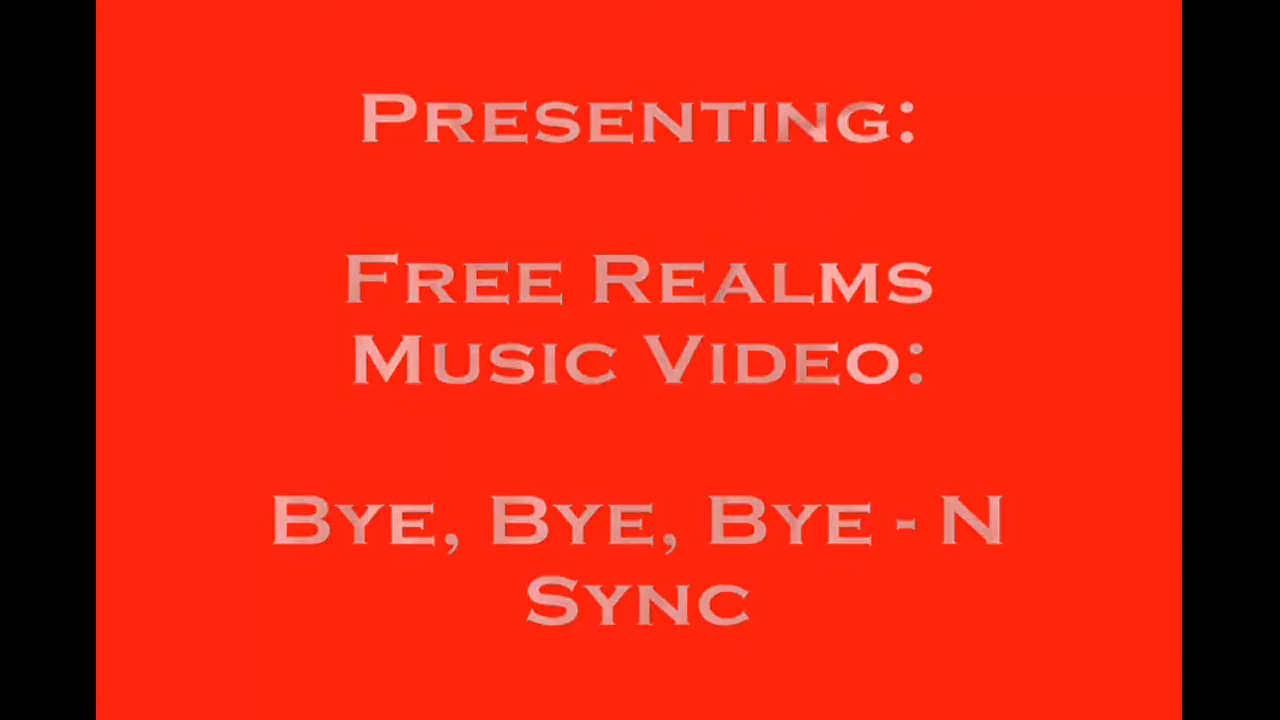 Presenting:
Free Realms
Music Video:
Bye, Bye, Bye - N
Sync